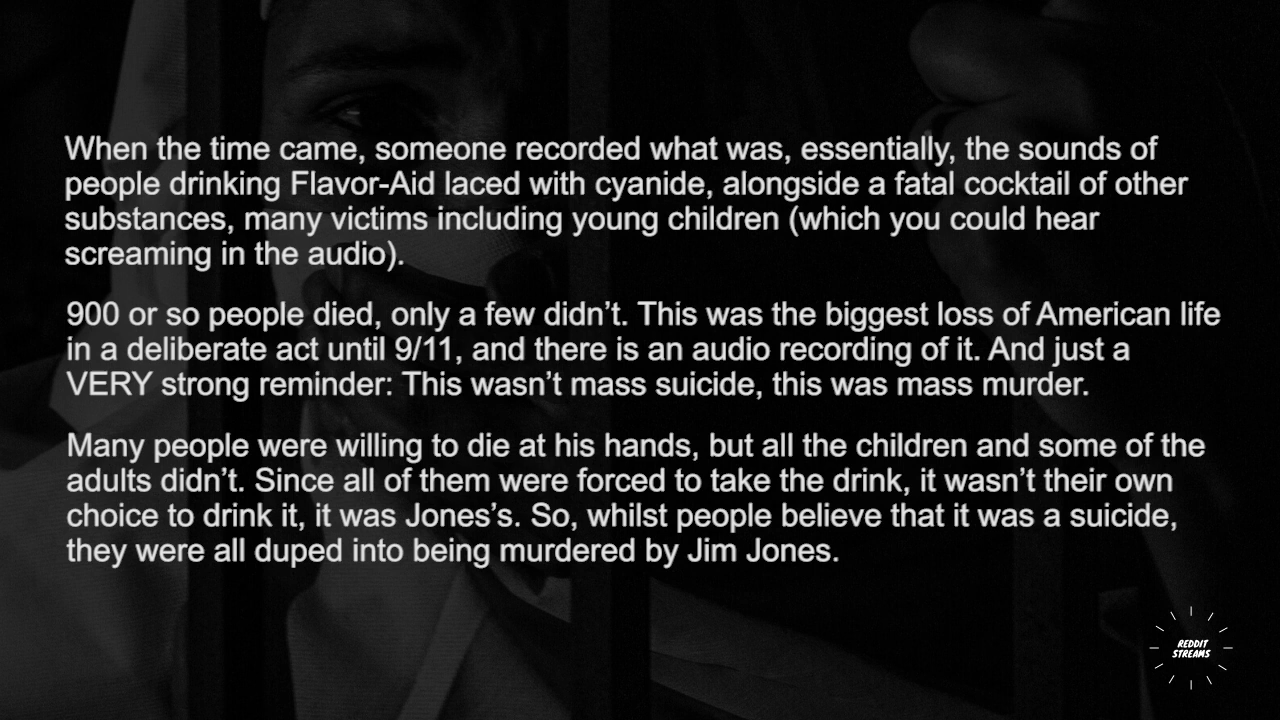 When the time came, someone recorded what was, essentially, the sounds of
people drinking Flavor-Aid laced with cyanide, alongside a fatal cocktail of other
substances, many victims including young children (which you could hear
screaming in the audio).
900 or so people died, only a few didn’t. This was the biggest loss of American life
in a deliberate act until 9/11, and there is an audio recording of it. And just a
VERY strong reminder: This wasn’t mass suicide, this was mass murder.
Many people were willing to die at his hands, but all the children and some of the
adults didn’t. Since all of them were forced to take the drink, it wasn’t their own
choice to drink it, it was Jones’s. So, whilst people believe that it was a suicide,
they were all duped into being murdered by Jim Jones.
REDDIT
STREAMS